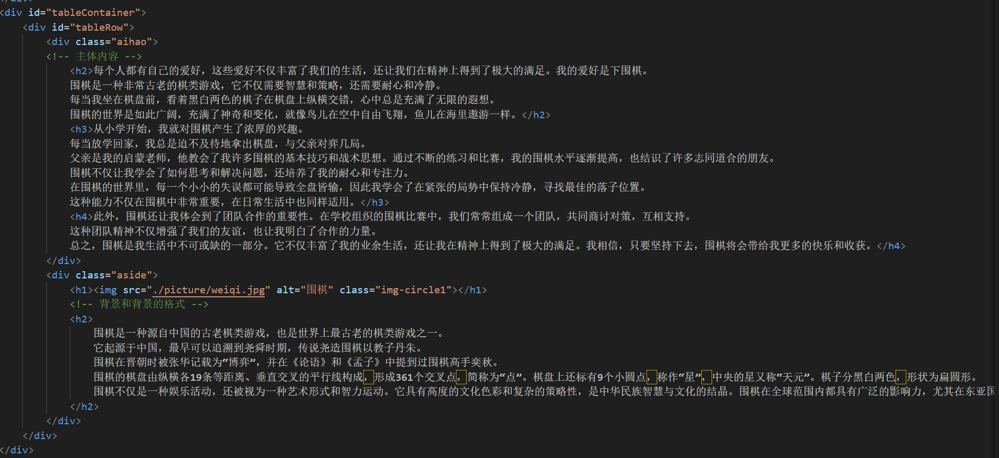 </div>
<div id="tableContainer">
<div id="tableRow">
<div class="aihao">
<!-- 主体内容 -->
<h2>每个人都有自己的爱好，这些爱好不仅丰富了我们的生活，还让我们在精神上得到了极大的满足。我的爱好是下围棋。
围棋是一种非常古老的棋类游戏，它不仅需要智慧和策略，还需要耐心和冷静。
每当我坐在棋盘前，看着黑白两色的棋子在棋盘上纵横交错，心中总是充满了无限的遐想。
围棋的世界是如此广阔，充满了神奇和变化，就像鸟儿在空中自由飞翔，鱼儿在海里遨游一样。</h2>
<h3>从小学开始，我就对围棋产生了浓厚的兴趣。
每当放学回家，我总是迫不及待地拿出棋盘，与父亲对弈几局。
父亲是我的启蒙老师，他教会了我许多围棋的基本技巧和战术思想。通过不断的练习和比赛，我的围棋水平逐渐提高，也结识了许多志同道合的朋友。
围棋不仅让我学会了如何思考和解决问题，还培养了我的耐心和专注力。
在围棋的世界里，每一个小小的失误都可能导致全盘皆输，因此我学会了在紧张的局势中保持冷静，寻找最佳的落子位置。
这种能力不仅在围棋中非常重要，在日常生活中也同样适用。</h3>
<h4>此外，围棋还让我体会到了团队合作的重要性。在学校组织的围棋比赛中，我们常常组成一个团队，共同商讨对策，互相支持。
这种团队精神不仅增强了我们的友谊，也让我明白了合作的力量。
总之，围棋是我生活中不可或缺的一部分。它不仅丰富了我的业余生活，还让我在精神上得到了极大的满足。我相信，只要坚持下去，围棋将会带给我更多的快乐和收获。</h4>
</div>
<div class="aside">
<h1><img src="./picture/weiqi.jpg" alt="围棋" class="img-circle1"></h1>
<!-- 背景和背景的格式 -->
<h2>
围棋是一种源自中国的古老棋类游戏，也是世界上最古老的棋类游戏之一。
它起源于中国，最早可以追溯到尧舜时期，传说尧造围棋以教子丹朱。
围棋在晋朝时被张华记载为“博弈”，并在《论语》和《孟子》中提到过围棋高手奕秋。
围棋的棋盘由纵横各19条等距离、垂直交叉的平行线构成，形成361个交叉点，简称为“点”。棋盘上还标有9个小圆点，称作“星”，中央的星又称“天元”。棋子分黑白两色，形状为扁圆形。
围棋不仅是一种娱乐活动，还被视为一种艺术形式和智力运动。它具有高度的文化色彩和复杂的策略性，是中华民族智慧与文化的结晶。围棋在全球范围内都具有广泛的影响力，尤其在东亚国
</h2>
</div>
</div>
</div>